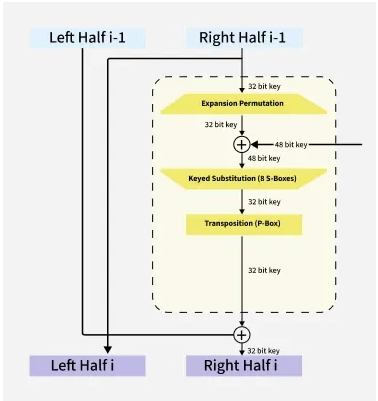 Left Half i-1
Right Half i-1
32 bit key
Expansion Permutation
32 bit key
48 bit key
48 bit key
Keyed Substitution (8 S-Boxes)
32 bit key
Transposition (P-Box)
32 bit key
32 bit key
Left Half i
Right Half i